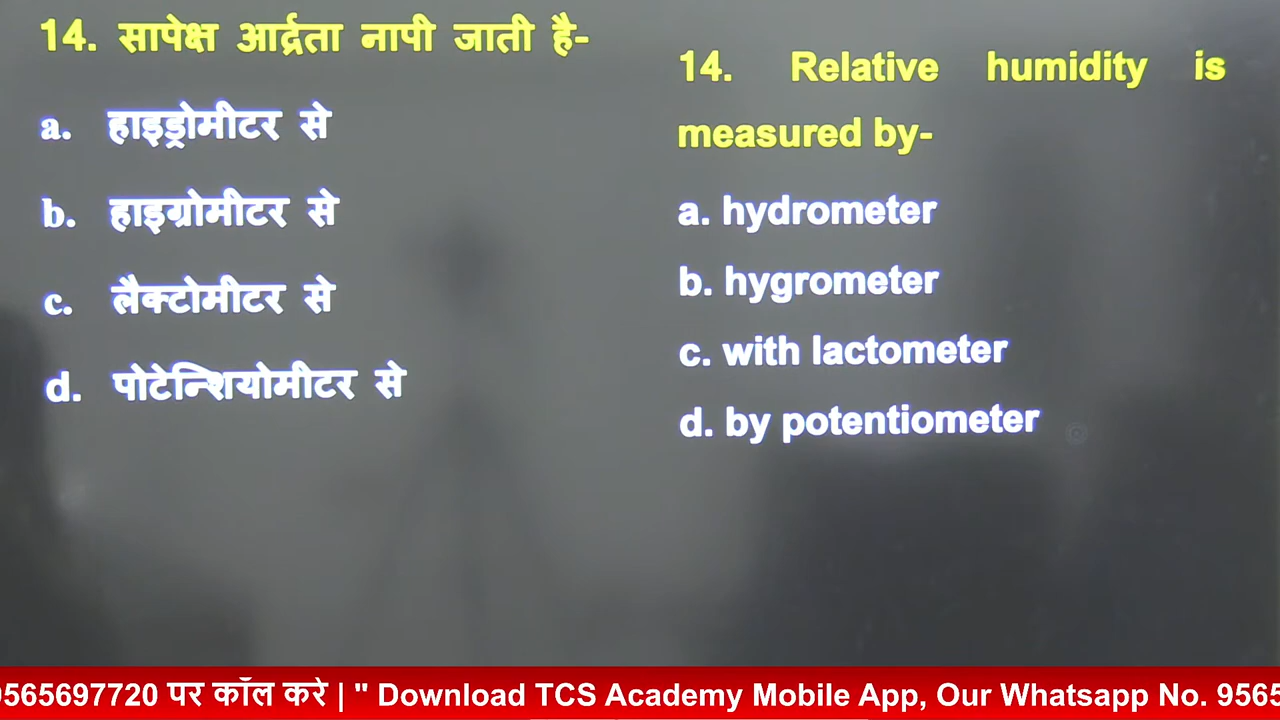 14. सापेक्ष आर्द्रता नापी जाती है-
a. हाइड्रोमीटर से
b. हाइग्रोमीटर से
c. लैक्टोमीटर से
d. पोटेन्शियोमीटर से
14. Relative humidity is
measured by-
a. hydrometer
b. hygrometer
c. with lactometer
d. by potentiometer
9565697720 पर कॉल करे | " Download TCS Academy Mobile App, Our Whatsapp No. 9565